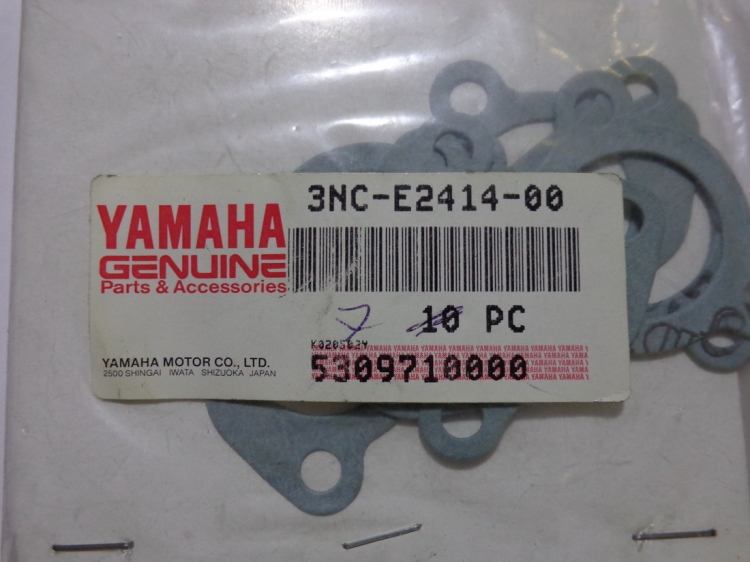 3NC-E2414-00
YAMAHA
GENUINE
Parts & Accessories
7 10 PC
YAMAHA MOTOR CO., LTD.
2500 SHINGAI IWATA SHIZUOKA JAPAN
5309710000